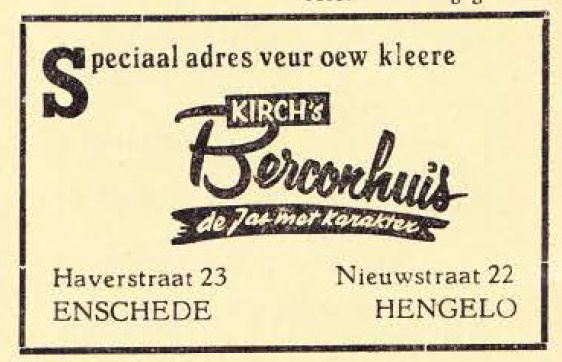 Speciaal adres veur oew kleere
KIRCH's
Berconhuis
de Jas met karakter
Haverstraat 23 Nieuwstraat 22
ENSCHEDE HENGELO